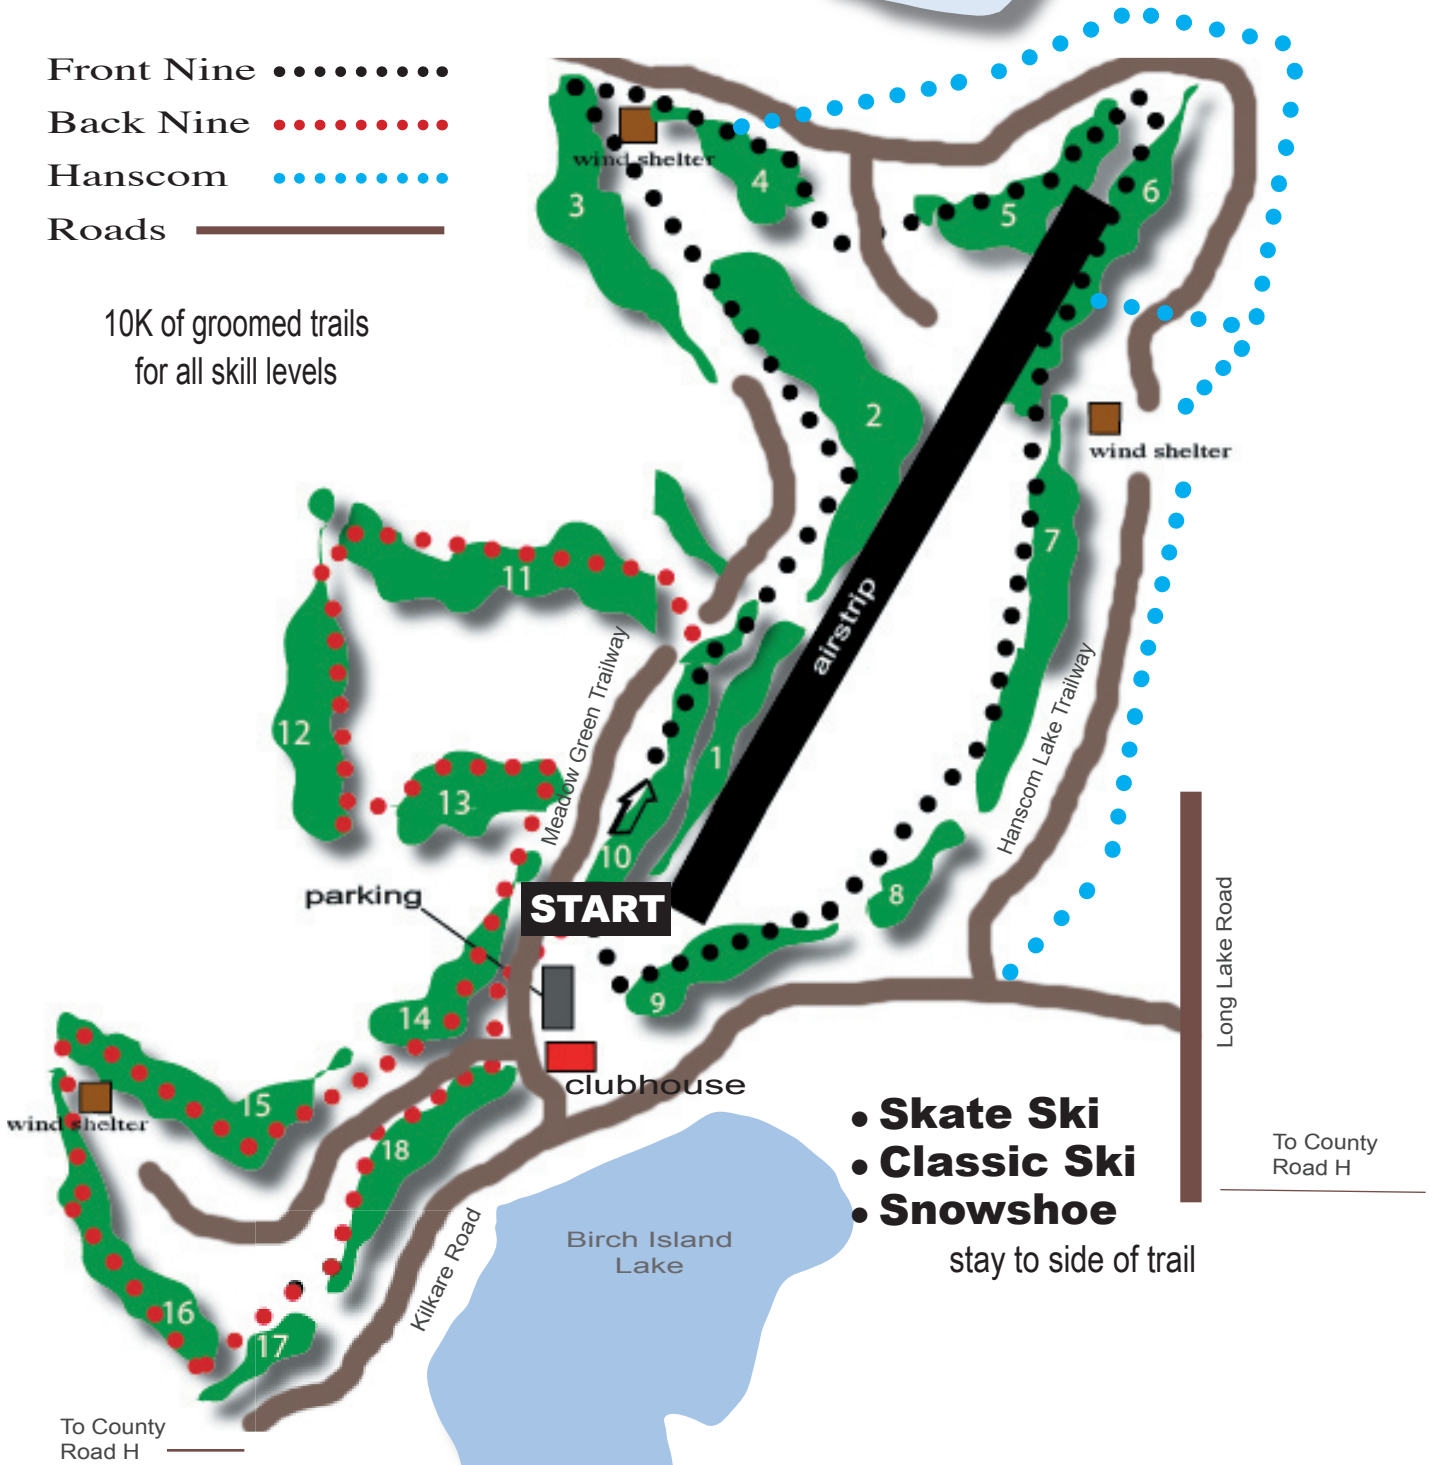 Front Nine
Back Nine
Hanscom
Roads
10K of groomed trails
for all skill levels
wind shelter
3
4
5
6
2
wind shelter
7
11
airstrip
Meadow Green Trailway
12
1
Hanscom Lake Trailway
13
10
parking
START
8
Long Lake Road
9
14
clubhouse
15
wind shelter
18
• Skate Ski
• Classic Ski
• Snowshoe
stay to side of trail
To County
Road H
Birch Island
Lake
Kilkare Road
16
17
To County
Road H